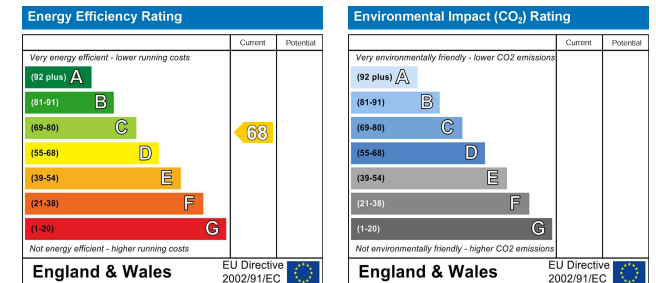 Energy Efficiency Rating
Current Potential
Very energy efficient - lower running costs
(92 plus) A
(81-91) B
(69-80) C
68
(55-68) D
(39-54) E
(21-38) F
(1-20) G
Not energy efficient - higher running costs
England & Wales
EU Directive
2002/91/EC
Environmental Impact (CO₂) Rating
Current Potential
Very environmentally friendly - lower CO2 emissions
(92 plus) A
(81-91) B
(69-80) C
(55-68) D
(39-54) E
(21-38) F
(1-20) G
Not environmentally friendly - higher CO2 emissions
England & Wales
EU Directive
2002/91/EC